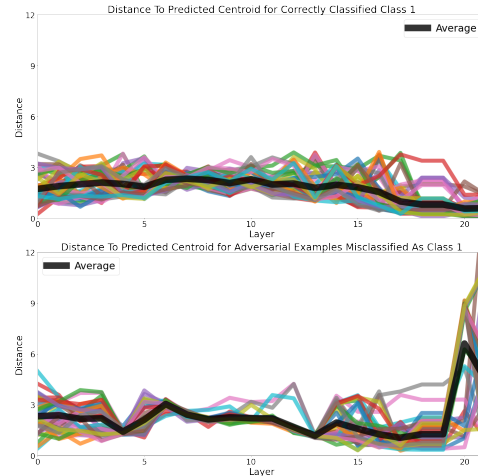 Distance To Predicted Centroid for Correctly Classified Class 1
12
Average
9
Distance
6
3
0
0 5 10 15 20
Layer
Distance To Predicted Centroid for Adversarial Examples Misclassified As Class 1
12
Average
9
Distance
6
3
0
0 5 10 15 20
Layer